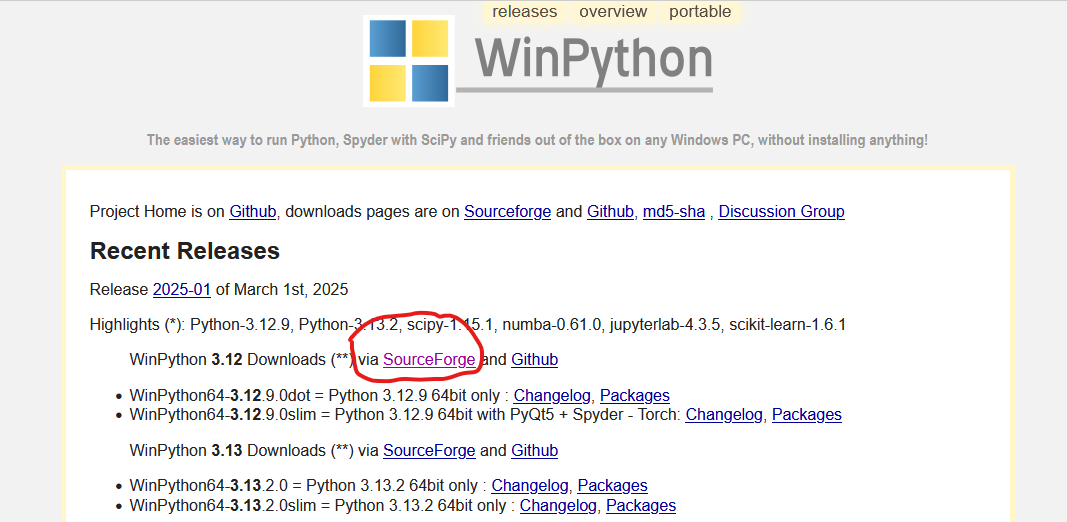 releases overview portable
WinPython
The easiest way to run Python, Spyder with SciPy and friends out of the box on any Windows PC, without installing anything!
Project Home is on Github, downloads pages are on Sourceforge and Github, md5-sha , Discussion Group
Recent Releases
Release 2025-01 of March 1st, 2025
Highlights (*): Python-3.12.9, Python-3.13.2, scipy-1.15.1, numba-0.61.0, jupyterlab-4.3.5, scikit-learn-1.6.1
WinPython 3.12 Downloads (**) via SourceForge and Github
• WinPython64-3.12.9.0dot = Python 3.12.9 64bit only : Changelog, Packages
• WinPython64-3.12.9.0slim = Python 3.12.9 64bit with PyQt5 + Spyder - Torch: Changelog, Packages
WinPython 3.13 Downloads (**) via SourceForge and Github
• WinPython64-3.13.2.0 = Python 3.13.2 64bit only : Changelog, Packages
• WinPython64-3.13.2.0slim = Python 3.13.2 64bit only : Changelog, Packages